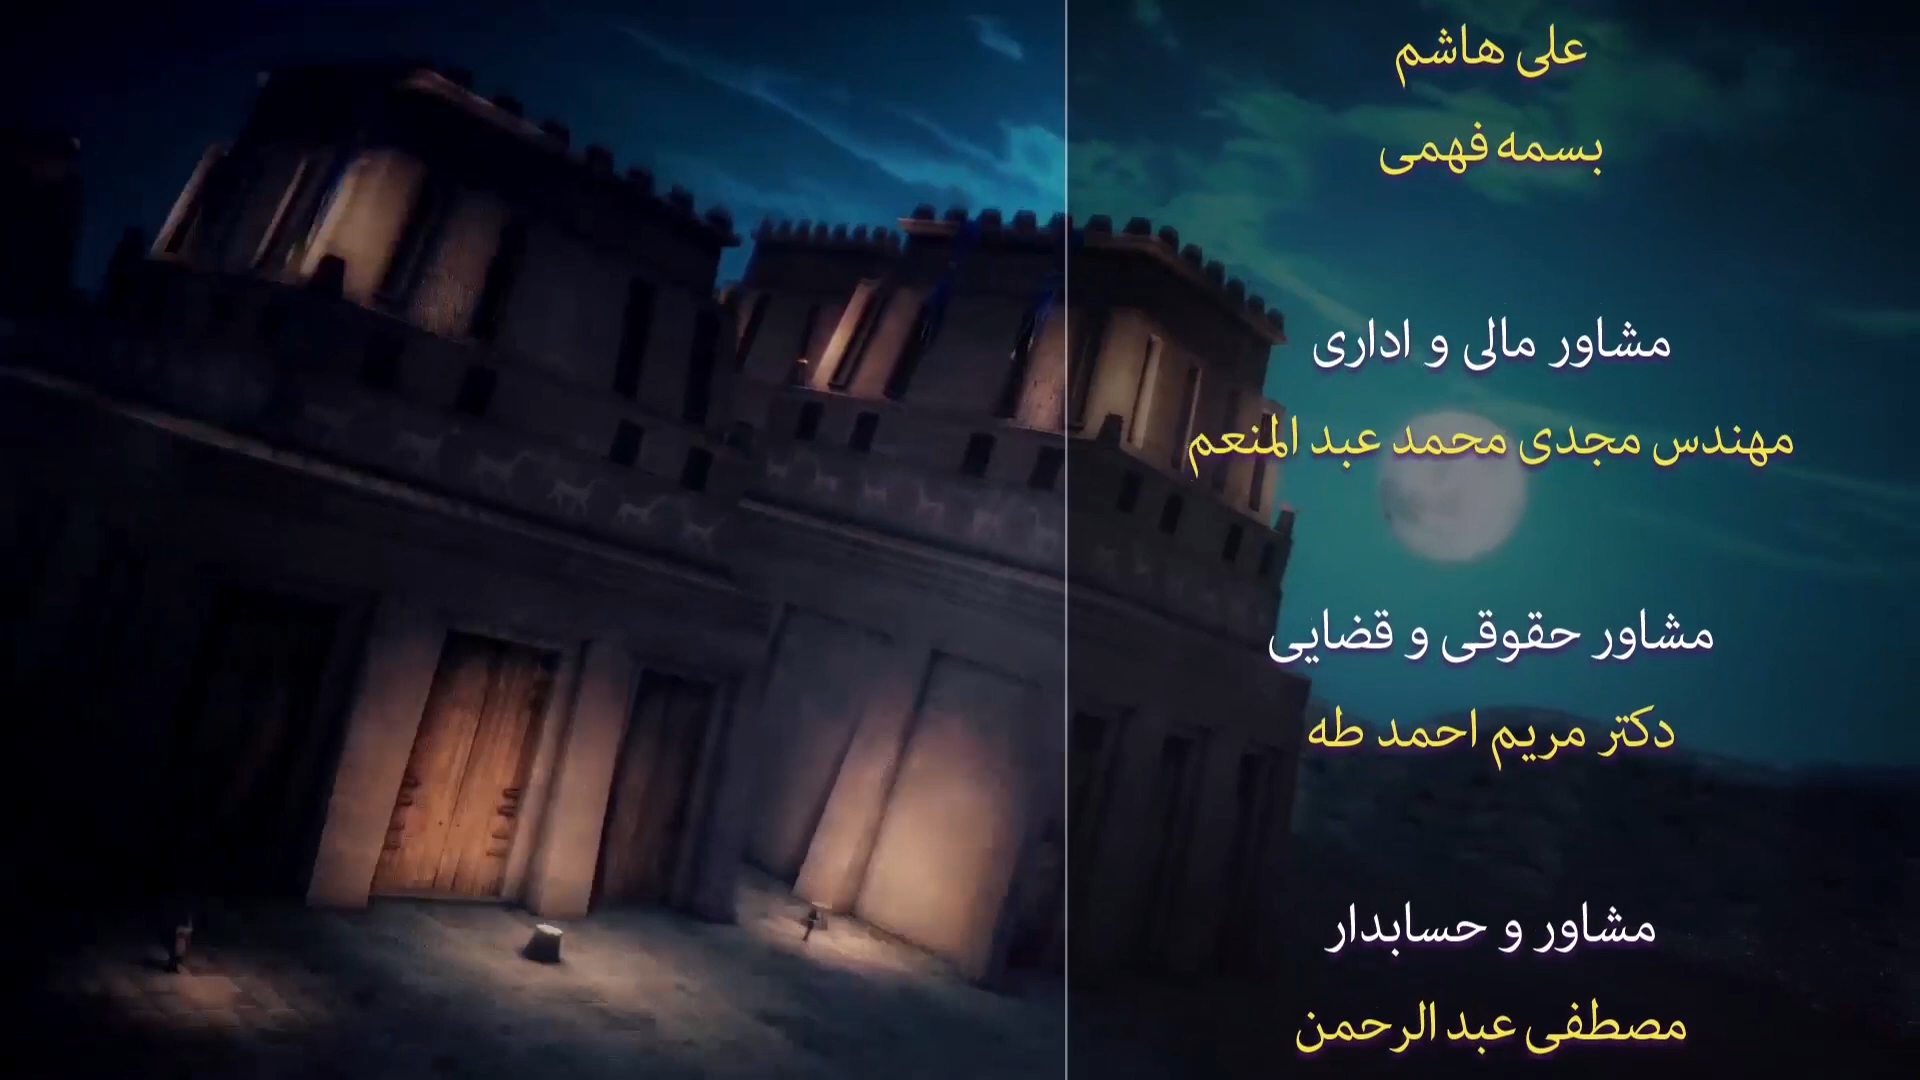 علی هاشم
بسمه فهمی
مشاور مالی و اداری
مهندس مجدی محمد عبد المنعم
مشاور حقوقی و قضایی
دکتر مریم احمد طه
مشاور و حسابدار
مصطفی عبد الرحمن